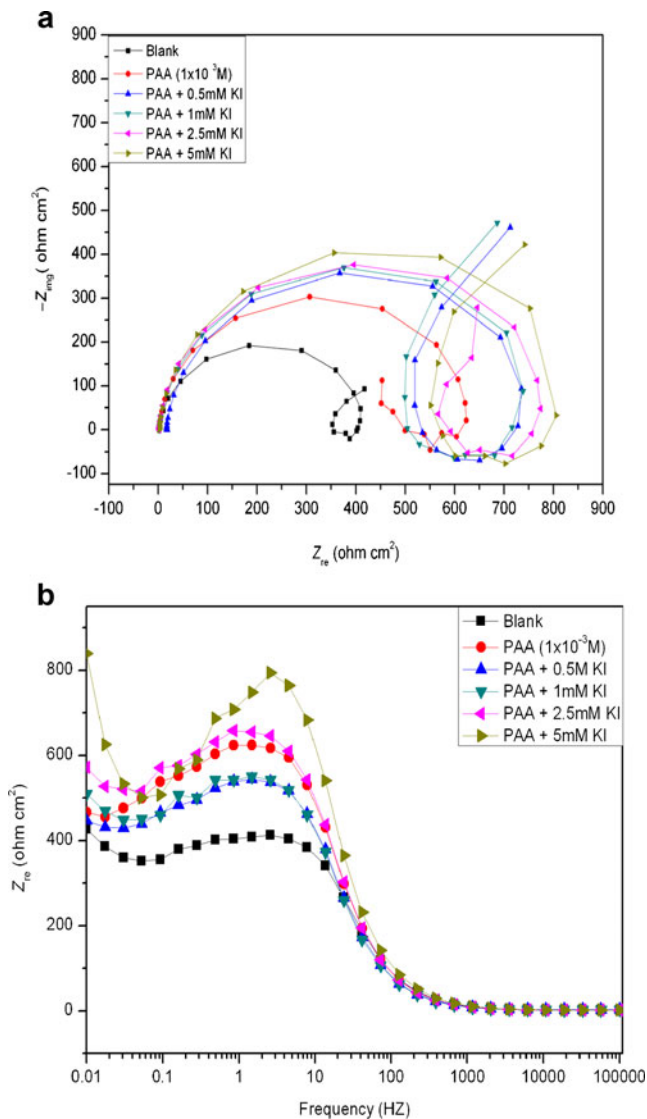 a
Blank
PAA (1x10⁻³M)
PAA + 0.5mM KI
PAA + 1mM KI
PAA + 2.5mM KI
PAA + 5mM KI
900
800
700
600
500
400
300
200
100
0
-100
−Z_img( ohm cm²)
-100 0 100 200 300 400 500 600 700 800 900
Z_re (ohm cm²)
b
Blank
PAA (1x10⁻³M)
PAA + 0.5M KI
PAA + 1mM KI
PAA + 2.5mM KI
PAA + 5mM KI
800
600
400
200
0
Z_re (ohm cm²)
0.01 0.1 1 10 100 1000 10000 100000
Frequency (HZ)